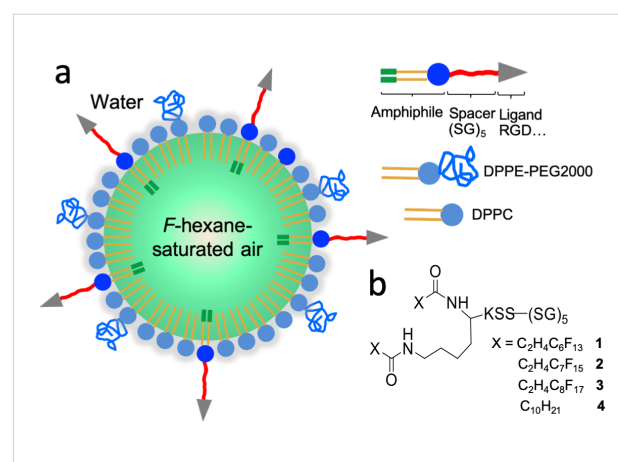 a
Water
F-hexane-
saturated air
Amphiphile Spacer Ligand
(SG)₅ RGD...
DPPE-PEG2000
DPPC
b
O
X NH
KSS—(SG)₅
H
X N
O
X = C₂H₄C₆F₁₃ 1
C₂H₄C₇F₁₅ 2
C₂H₄C₈F₁₇ 3
C₁₀H₂₁ 4